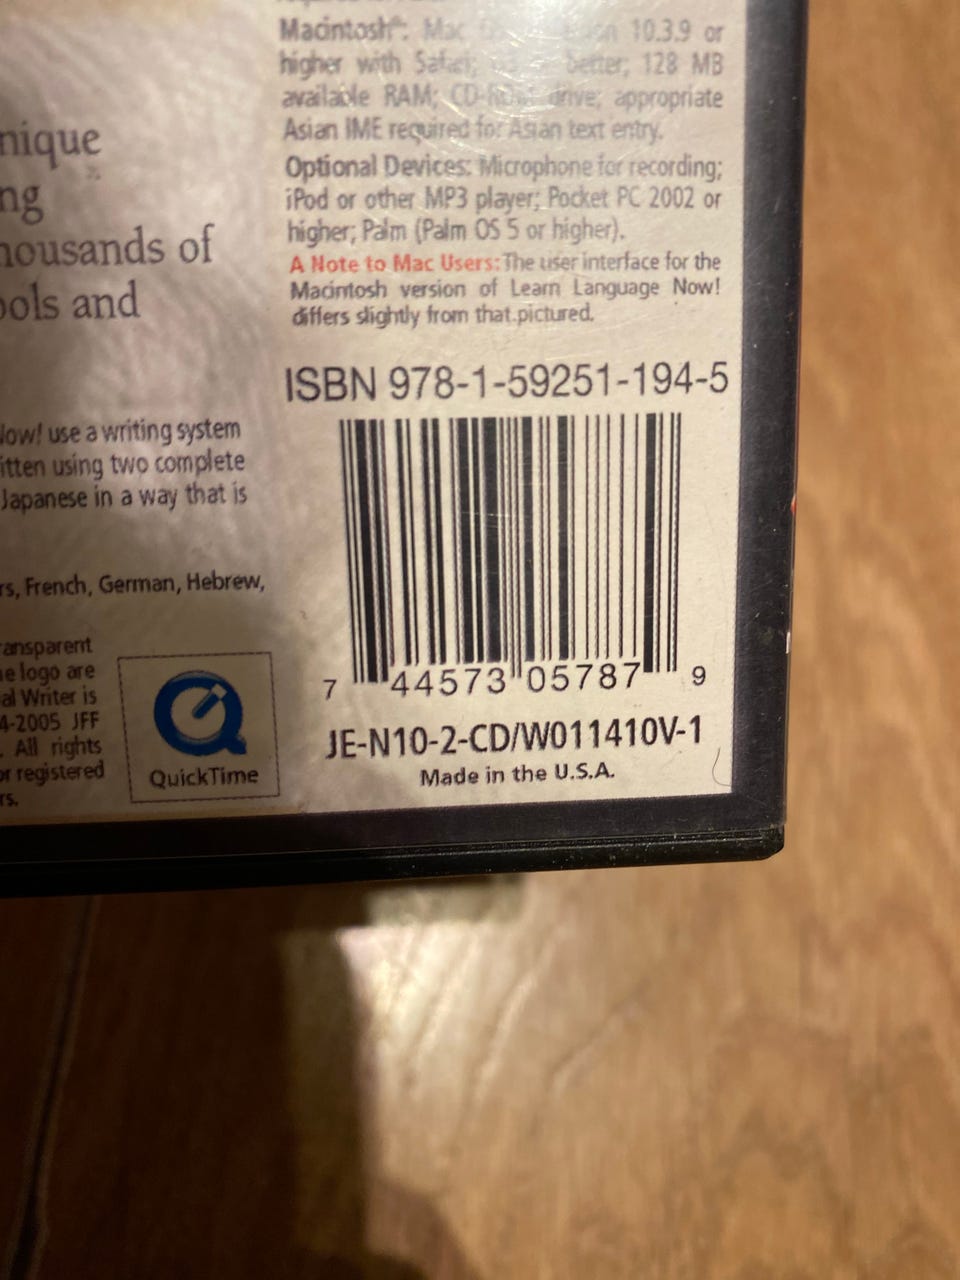 nique
ng
housands of
ools and
Now! use a writing system
itten using two complete
Japanese in a way that is
rs, French, German, Hebrew,
ansparent
he logo are
al Writer is
4-2005 JFF
. All rights
or registered
rs.
QuickTime
Macintosh®: Mac 10.3.9 or
higher with Safari; better; 128 MB
available RAM; CD-ROM drive; appropriate
Asian IME required for Asian text entry.
Optional Devices: Microphone for recording;
iPod or other MP3 player; Pocket PC 2002 or
higher; Palm (Palm OS 5 or higher).
A Note to Mac Users: The user interface for the
Macintosh version of Learn Language Now!
differs slightly from that pictured.
ISBN 978-1-59251-194-5
7 44573 05787 9
JE-N10-2-CD/W011410V-1
Made in the U.S.A.